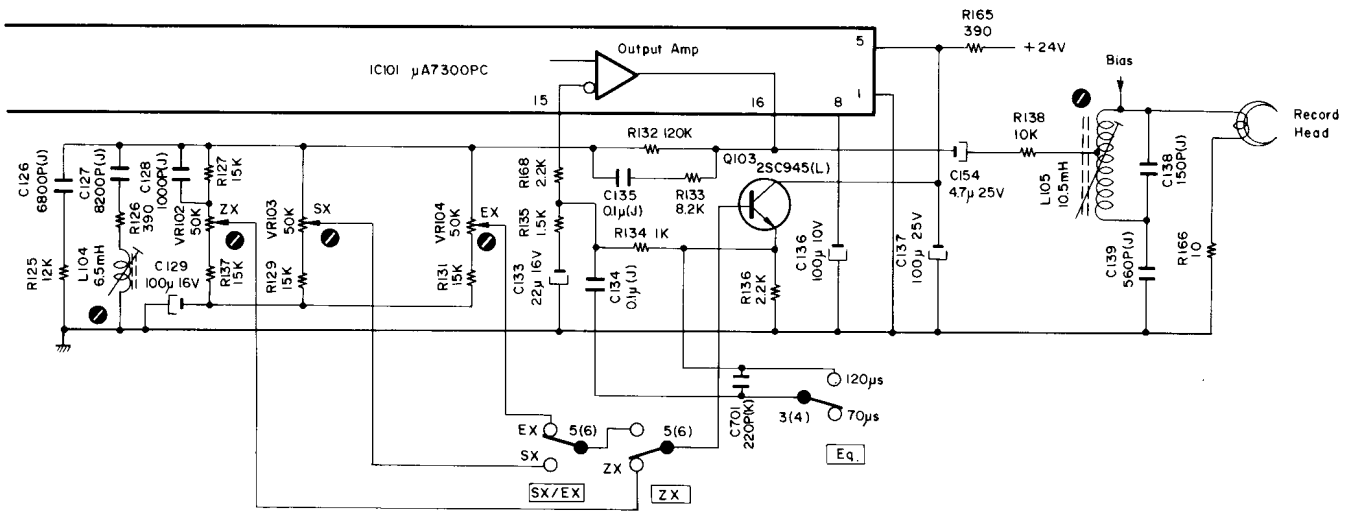 R165
390
+24V
5
Output Amp
IC101 μA7300PC
Bias
1
15
16
8
Record
Head
R138
10K
R132 120K
Q103
2SC945(L)
C154
4.7μ 25V
L105
10.5mH
C138
150P(J)
C139
560P(J)
R166
10
C126
6800P(J)
C127
8200P(J)
C128
1000P(J)
R127
15K
R126
390
VR102
50K
ZX
VR103
50K
SX
VR104
50K
EX
R168
2.2K
C135
0.1μ(J)
R133
8.2K
R135
1.5K
R134 1K
R125
12K
L104
6.5mH
C129
100μ 16V
R137
15K
R129
15K
R131
15K
C133
22μ 16V
C134
0.1μ(J)
R136
2.2K
C136
100μ 10V
C137
100μ 25V
120μs
C701
220P(K)
3(4)
70μs
Eq.
EX
5(6)
5(6)
SX
ZX
SX/EX
ZX